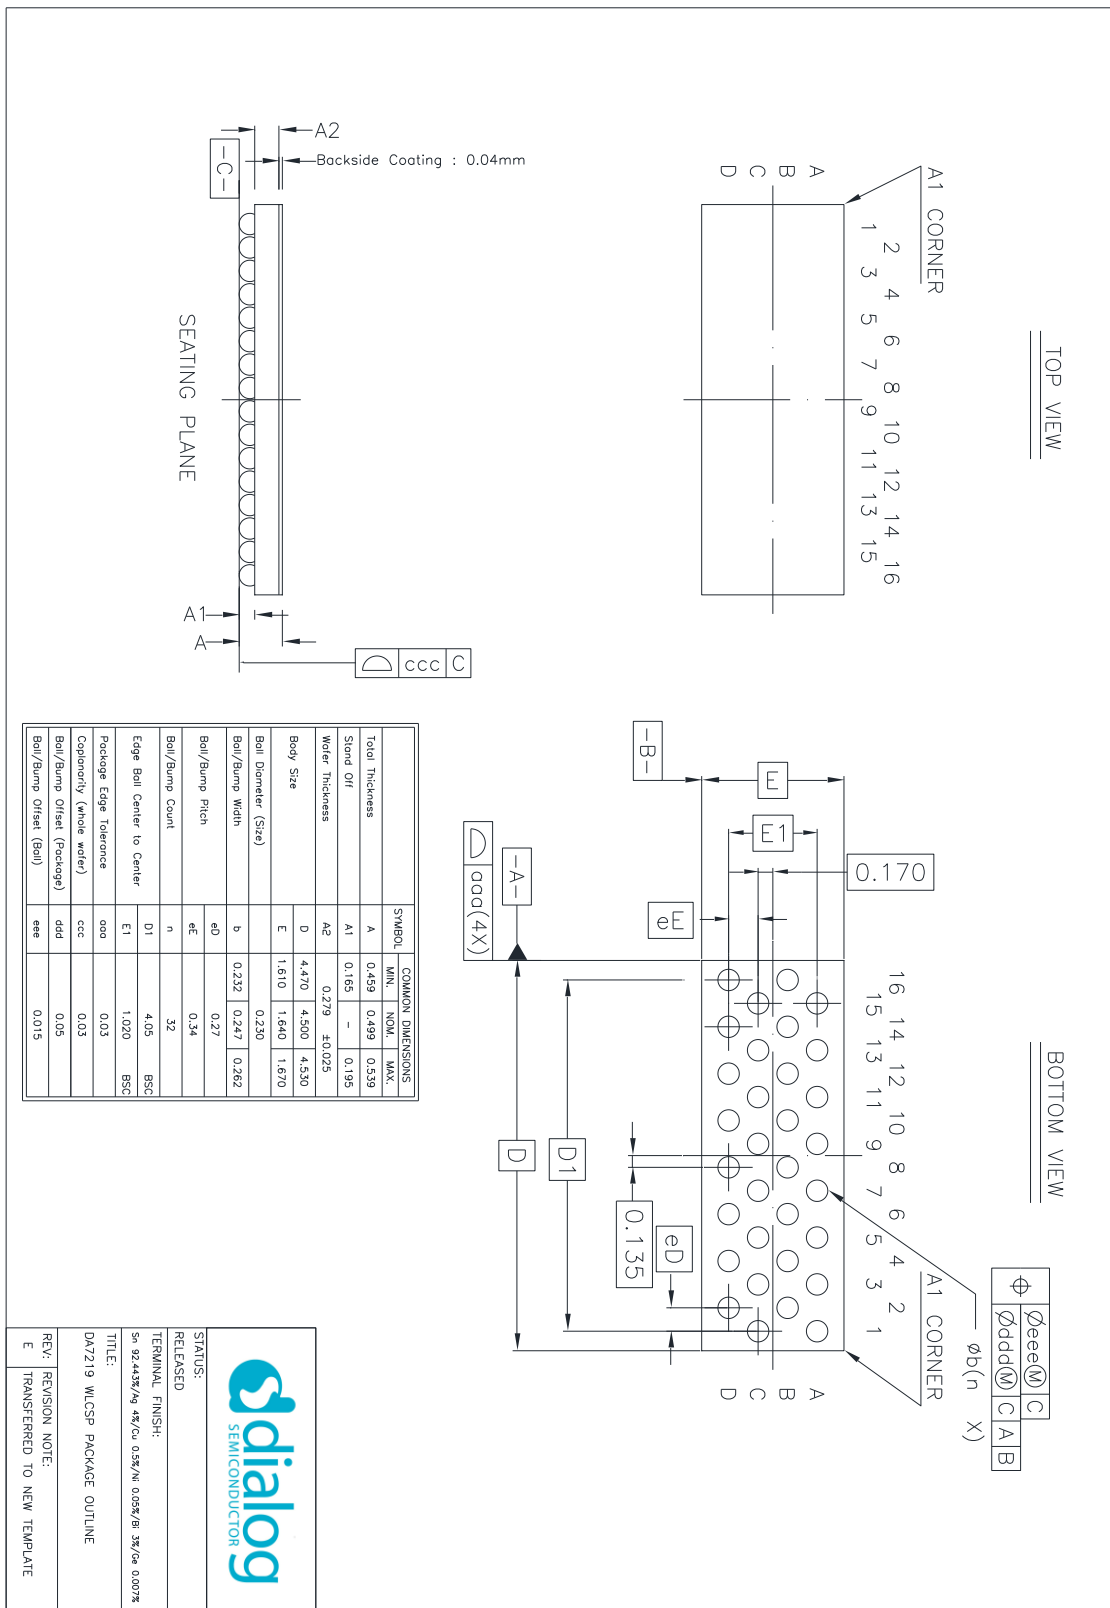 TOP VIEW
A1 CORNER
1 3 5 7 9 11 13 15
2 4 6 8 10 12 14 16
A
B
C
D
A2
Backside Coating : 0.04mm
-C-
SEATING PLANE
A1
A
ccc C
BOTTOM VIEW
A1 CORNER
16 14 12 10 8 6 4 2
15 13 11 9 7 5 3 1
A
B
C
D
Øeee Ⓜ C
Øddd Ⓜ C A B
Øb(n X)
E
E1
0.170
eE
-B-
-A-
aaa(4X)
D1
D
eD
0.135
SYMBOL COMMON DIMENSIONS
MIN. NOM. MAX.
Total Thickness A 0.459 0.499 0.539
Stand Off A1 0.165 - 0.195
Wafer Thickness A2 0.279 ±0.025
Body Size D 4.470 4.500 4.530
E 1.610 1.640 1.670
Ball Diameter (Size) 0.230
Ball/Bump Width b 0.232 0.247 0.262
Ball/Bump Pitch eD 0.27
eE 0.34
Ball/Bump Count n 32
Edge Ball Center to Center D1 4.05 BSC
E1 1.020 BSC
Package Edge Tolerance aaa 0.03
Coplanarity (whole wafer) ccc 0.03
Ball/Bump Offset (Package) ddd 0.05
Ball/Bump Offset (Ball) eee 0.015
dialog
SEMICONDUCTOR
STATUS:
RELEASED
TERMINAL FINISH:
Sn 92.443%/Ag 4%/Cu 0.5%/Ni 0.05%/Bi 3%/Ge 0.007%
TITLE:
DA7219 WLCSP PACKAGE OUTLINE
REV: REVISION NOTE:
E TRANSFERRED TO NEW TEMPLATE